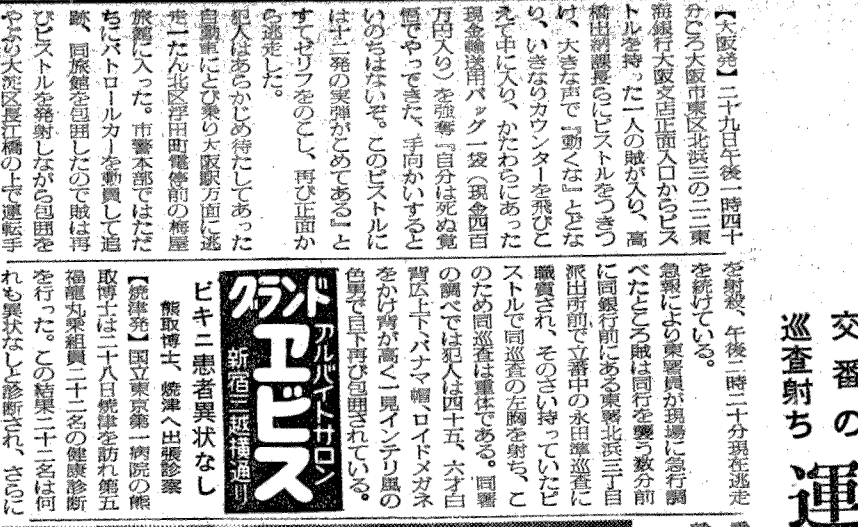 交番の
巡査射ち
運
【大阪発】二十九日午後一時四十
分ころ大阪市東区北浜三の二二東
海銀行大阪支店正面入口からピス
トルを持った一人の賊が入り、高
橋出納課長らにピストルをつきつ
け、大きな声で『動くな』とどな
り、いきなりカウンターを飛びこ
えて中に入り、かたわらにあった
現金輸送用バッグ一袋(現金四百
万円入り)を強奪『自分は死ぬ覚
悟でやってきた、手向かいすると
いのちはないぞ。このピストルに
は十二発の実弾がこめてある』と
すてゼリフをのこし、再び正面か
ら逃走した。
犯人はあらかじめ待たしてあった
自動車にとび乗り大阪駅方面に逃
走一たん北区浮田町電停前の梅屋
旅館に入った。市警本部ではただ
ちにパトロールカーを動員して追
跡、同旅館を包囲したので賊は再
びピストルを発射しながら包囲を
やぶり大淀区長江橋の上で運転手
を射殺、午後二時二十分現在逃走
を続けている。
急報により東署員が現場に急行調
べたところ賊は同行を襲う数分前
に同銀行前にある東署北浜三丁目
派出所前で立番中の永田準巡査に
職質され、そのさい持っていたピ
ストルで同巡査の左胸を射ち、こ
のため同巡査は重体である。同署
の調べでは犯人は四十五、六才白
背広上下、パナマ帽、ロイドメガネ
をかけ背が高く一見インテリ風の
色男で目下再び包囲されている。
アルバイトサロン
グランド
ヱビス
新宿三越横通り
ビキニ患者異状なし
熊取博士、焼津へ出張診察
【焼津発】国立東京第一病院の熊
取博士は二十八日焼津を訪れ第五
福龍丸乗組員二十二名の健康診断
を行った。この結果二十二名は何
れも異状なしと診断され、さらに